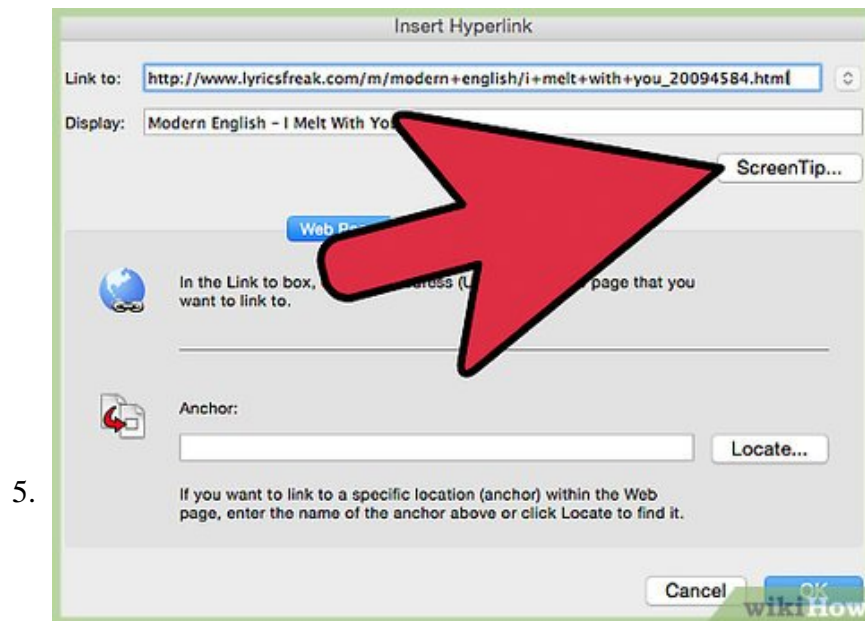 Insert Hyperlink
Link to: http://www.lyricsfreak.com/m/modern+english/i+melt+with+you_20094584.html
Display: Modern English - I Melt With You
ScreenTip...
Web
In the Link to box, (U page that you
want to link to.
Anchor:
Locate...
5.
If you want to link to a specific location (anchor) within the Web
page, enter the name of the anchor above or click Locate to find it.
Cancel OK
wikiHow